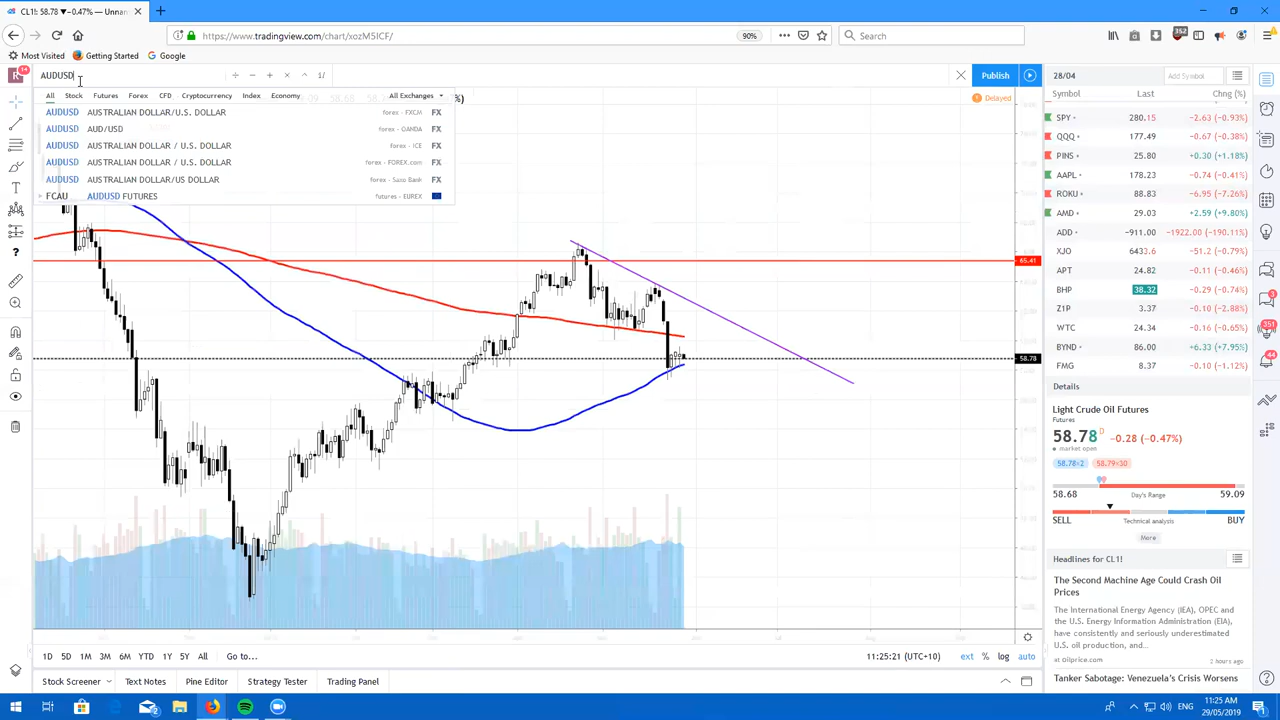 CL1! 58.78 ▼−0.47% — Unnam
https://www.tradingview.com/chart/xozM5ICF/
90%
Search
352
Most Visited
Getting Started
Google
R
14
AUDUSD
1/
Publish
28/04
Add Symbol
All Stock Futures Forex CFD Cryptocurrency Index Economy All Exchanges
Delayed
Symbol Last Chng (%)
AUDUSD AUSTRALIAN DOLLAR/U.S. DOLLAR forex - FXCM FX
AUDUSD AUD/USD forex - OANDA FX
AUDUSD AUSTRALIAN DOLLAR / U.S. DOLLAR forex - ICE FX
AUDUSD AUSTRALIAN DOLLAR / U.S. DOLLAR forex - FOREX.com FX
AUDUSD AUSTRALIAN DOLLAR/US DOLLAR forex - Saxo Bank FX
FCAU AUDUSD FUTURES futures - EUREX
SPY 280.15 −2.63 (−0.93%)
QQQ 177.49 −0.67 (−0.38%)
PINS 25.80 +0.30 (+1.18%)
AAPL 178.23 −0.74 (−0.41%)
ROKU 88.83 −6.95 (−7.26%)
AMD 29.03 +2.59 (+9.80%)
ADD −911.00 −1922.00 (−190.11%)
XJO 6433.6 −51.2 (−0.79%)
APT 24.82 −0.11 (−0.46%)
BHP 38.32 −0.29 (−0.74%)
Z1P 3.37 −0.10 (−2.88%)
WTC 24.34 −0.16 (−0.65%)
BYND 86.00 +6.33 (+7.95%)
FMG 8.37 −0.10 (−1.12%)
65.41
58.78
1
351
44
Details
Light Crude Oil Futures
Futures
58.78 D −0.28 (−0.47%)
market open
58.78×2 58.79×30
58.68 Day's Range 59.09
SELL Technical analysis BUY
More
Headlines for CL1!
The Second Machine Age Could Crash Oil
Prices
The International Energy Agency (IEA), OPEC and
the U.S. Energy Information Administration (EIA),
have consistently and seriously underestimated
U.S. oil production, and...
at Oilprice.com 2 hours ago
Tanker Sabotage: Venezuela's Crisis Worsens
1D 5D 1M 3M 6M YTD 1Y 5Y All Go to...
11:25:21 (UTC+10) ext % log auto
Stock Screener Text Notes Pine Editor Strategy Tester Trading Panel
2
ENG
11:25 AM
29/05/2019
1